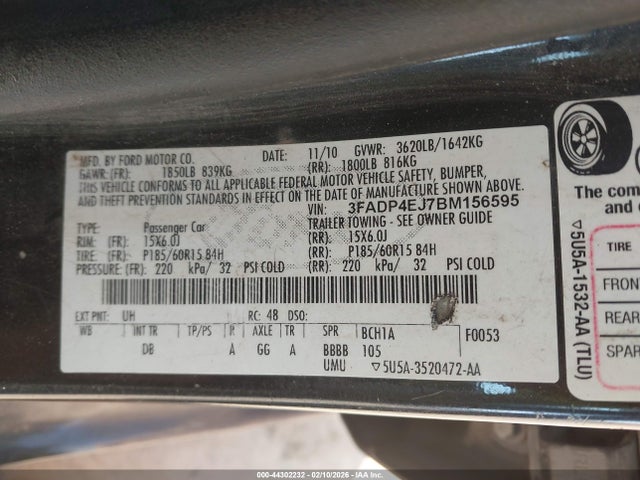 MFD. BY FORD MOTOR CO. DATE: 11/10 GVWR: 3620LB/1642KG
GAWR: (FR): 1850LB 839KG (RR): 1800LB 816KG
THIS VEHICLE CONFORMS TO ALL APPLICABLE FEDERAL MOTOR VEHICLE SAFETY, BUMPER,
AND THEFT PREVENTION STANDARDS IN EFFECT ON THE DATE OF MANUFACTURE SHOWN ABOVE.
VIN: 3FADP4EJ7BM156595
TYPE: Passenger Car TRAILER TOWING - SEE OWNER GUIDE
RIM: (FR): 15X6.0J (RR): 15X6.0J
TIRE: (FR): P185/60R15 84H (RR): P185/60R15 84H
PRESSURE: (FR): 220 kPa/ 32 PSI COLD (RR): 220 kPa/ 32 PSI COLD
EXT PNT: UH RC: 48 DSO: F0053
WB INT TR TP/PS R AXLE TR SPR BCH1A
DB A GG A BBBB 105
UMU ▽5U5A-3520472-AA
▽5U5A-1532-AA (TLU)
The com
TIRE
FRONT
REAR
SPAR
000-44302232 - 02/10/2026 - COPYRIGHT - IAA, LLC